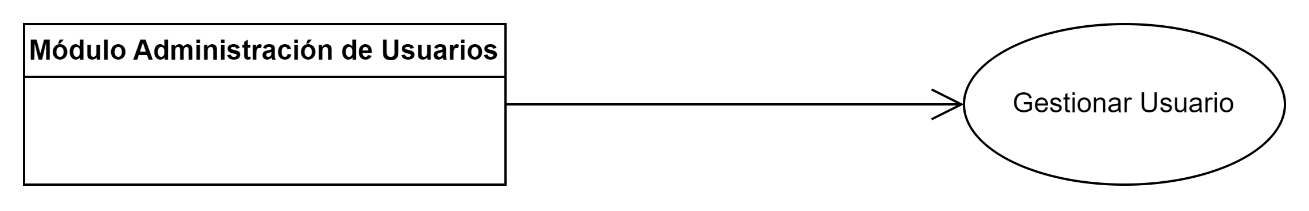 Módulo Administración de Usuarios
Gestionar Usuario